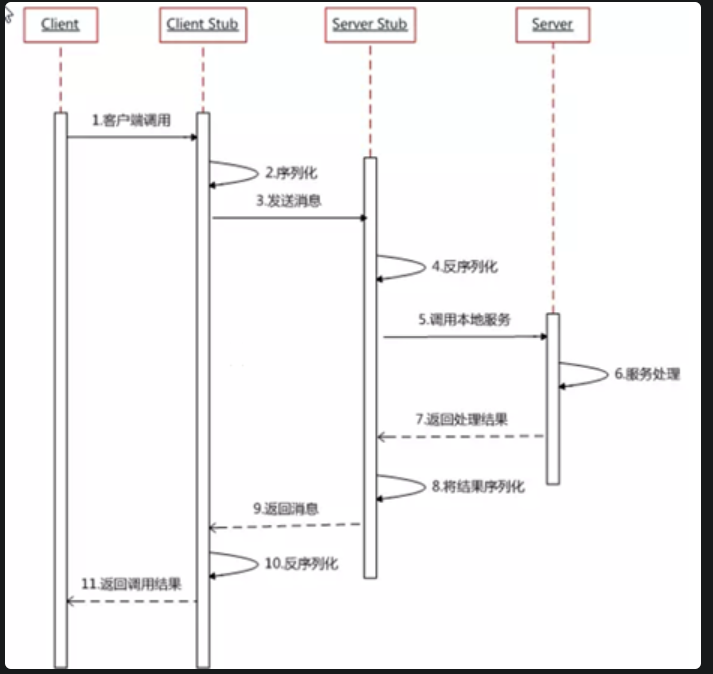 Client
Client Stub
Server Stub
Server
1.客户端调用
2.序列化
3.发送消息
4.反序列化
5.调用本地服务
6.服务处理
7.返回处理结果
8.将结果序列化
9.返回消息
10.反序列化
11.返回调用结果